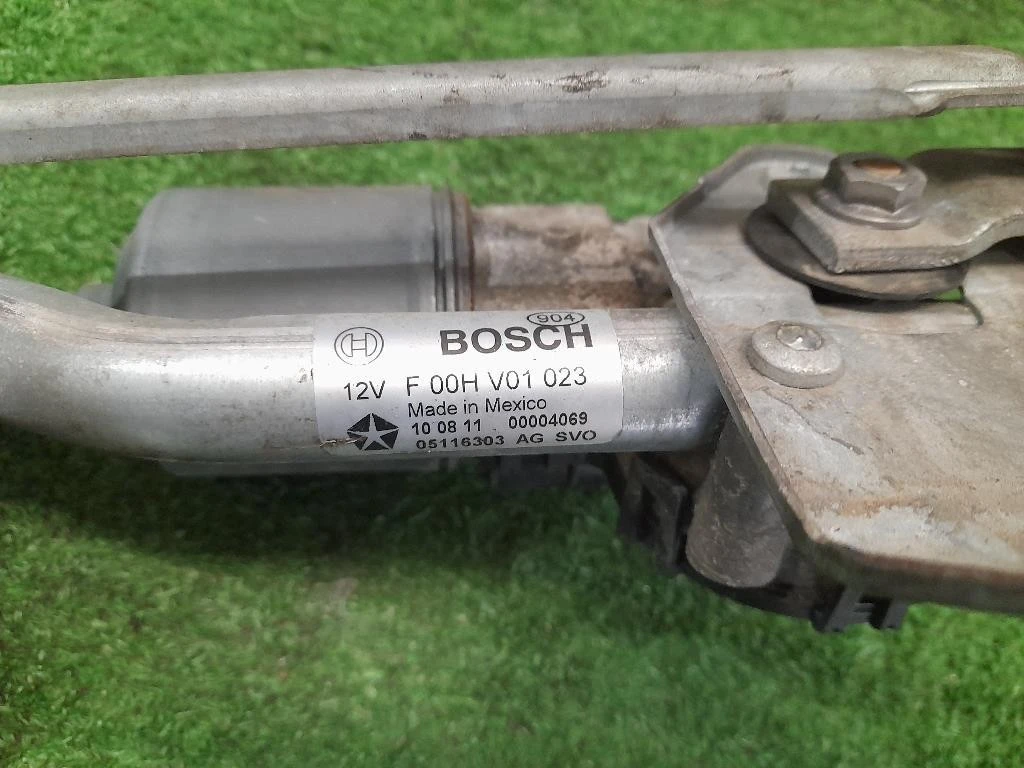 904
BOSCH
12V F 00H V01 023
Made in Mexico
10 08 11 00004069
05116303 AG SVO